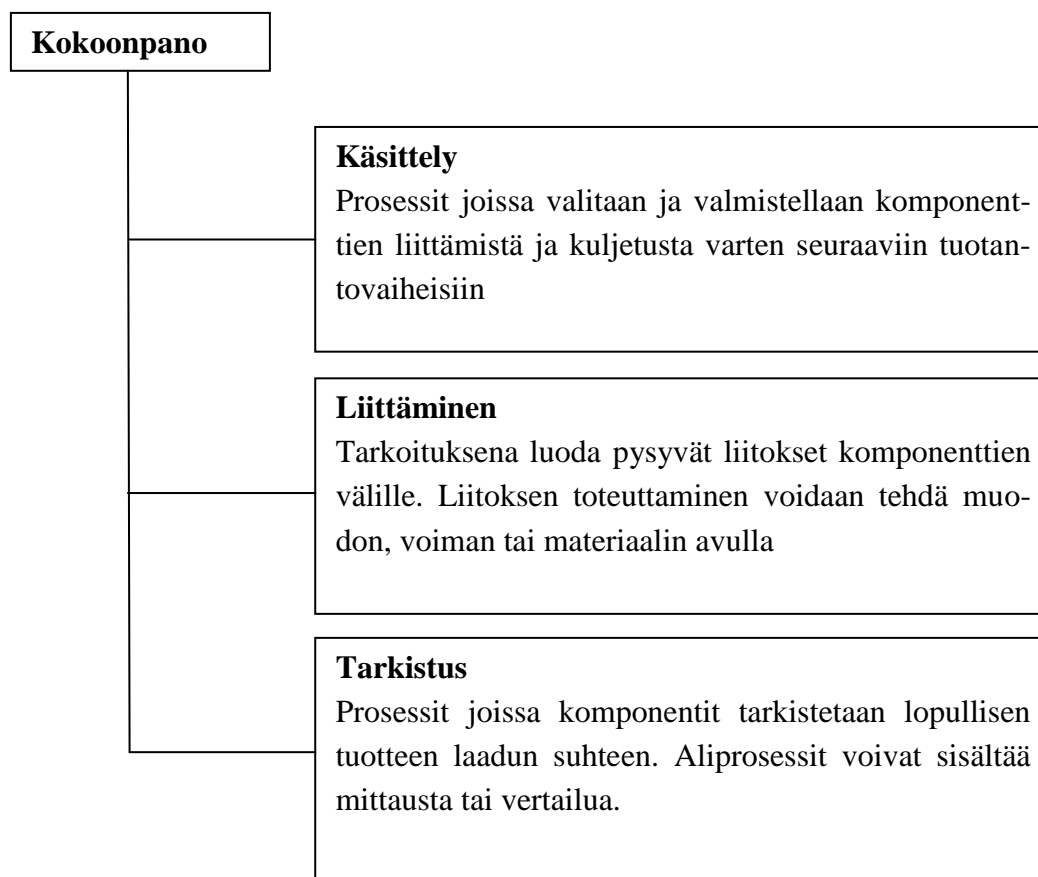 Kokoonpano
Käsittely
Prosessit joissa valitaan ja valmistellaan komponent-
tien liittämistä ja kuljetusta varten seuraaviin tuotan-
tovaiheisiin
Liittäminen
Tarkoituksena luoda pysyvät liitokset komponenttien
välille. Liitoksen toteuttaminen voidaan tehdä muo-
don, voiman tai materiaalin avulla
Tarkistus
Prosessit joissa komponentit tarkistetaan lopullisen
tuotteen laadun suhteen. Aliprosessit voivat sisältää
mittausta tai vertailua.